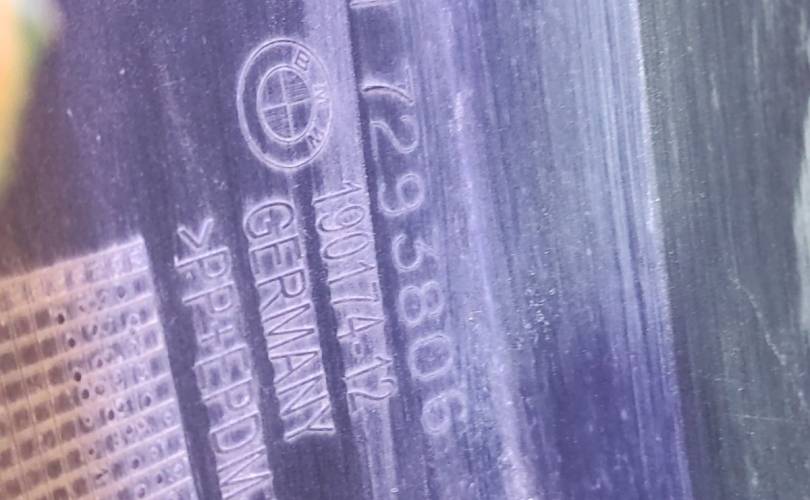 7293806
BMW
190174-12
GERMANY
>PP+EPDM